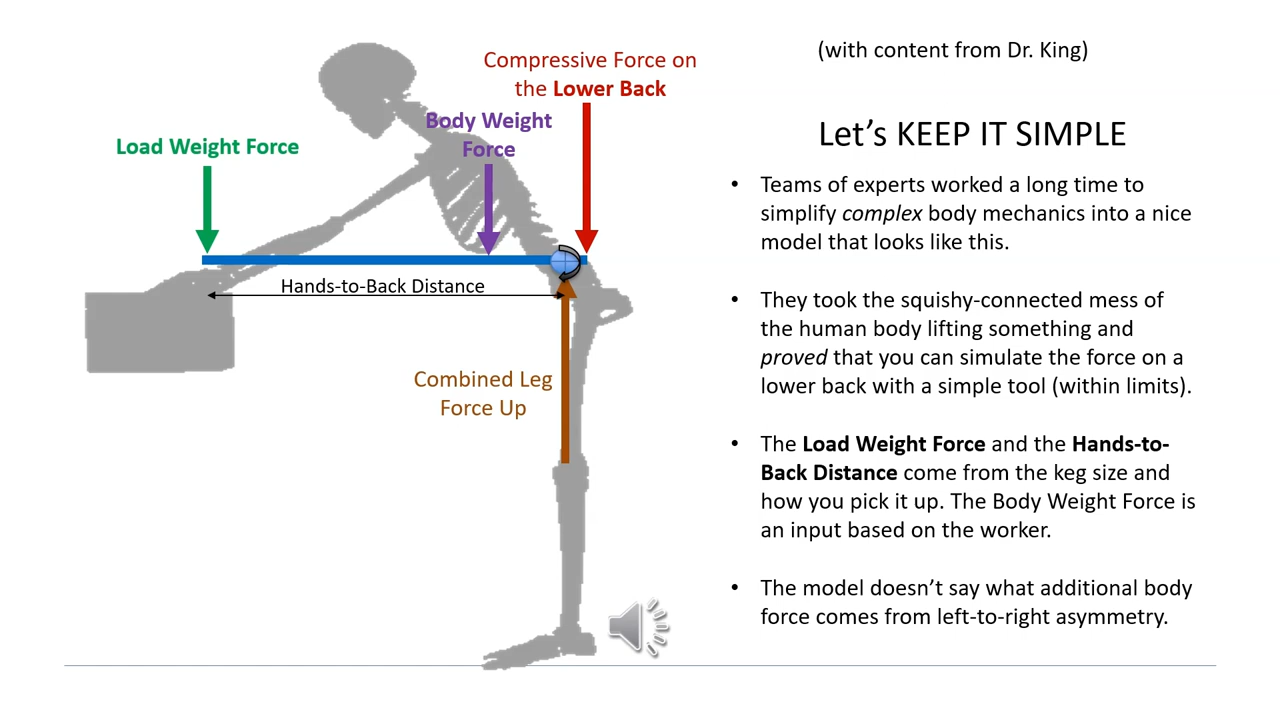 Compressive Force on
the Lower Back
Body Weight
Force
Load Weight Force
Hands-to-Back Distance
Combined Leg
Force Up
(with content from Dr. King)
Let’s KEEP IT SIMPLE
• Teams of experts worked a long time to
simplify complex body mechanics into a nice
model that looks like this.
• They took the squishy-connected mess of
the human body lifting something and
proved that you can simulate the force on a
lower back with a simple tool (within limits).
• The Load Weight Force and the Hands-to-
Back Distance come from the keg size and
how you pick it up. The Body Weight Force is
an input based on the worker.
• The model doesn’t say what additional body
force comes from left-to-right asymmetry.